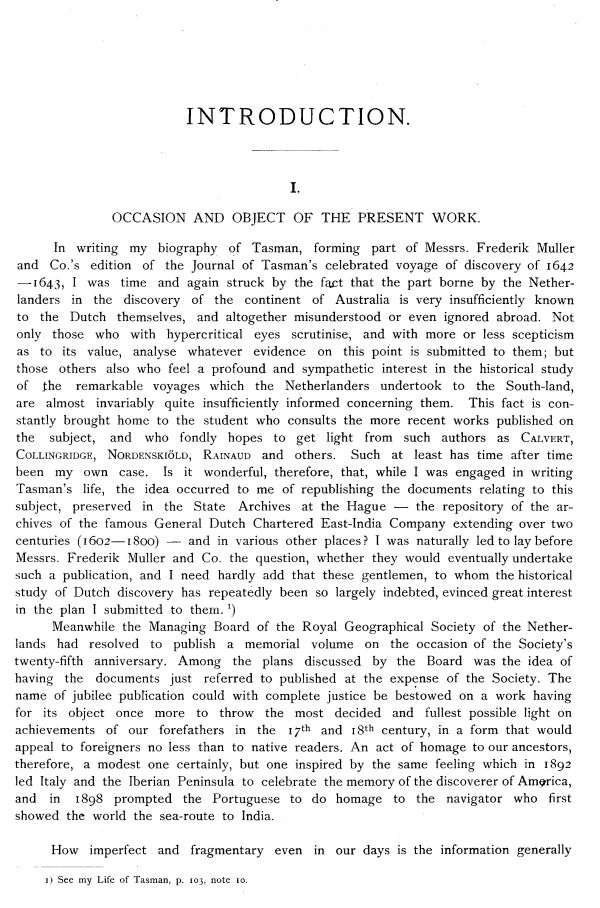 INTRODUCTION.
I.
OCCASION AND OBJECT OF THE PRESENT WORK.
In writing my biography of Tasman, forming part of Messrs. Frederik Muller
and Co.'s edition of the Journal of Tasman's celebrated voyage of discovery of 1642
—1643, I was time and again struck by the fact that the part borne by the Nether-
landers in the discovery of the continent of Australia is very insufficiently known
to the Dutch themselves, and altogether misunderstood or even ignored abroad. Not
only those who with hypercritical eyes scrutinise, and with more or less scepticism
as to its value, analyse whatever evidence on this point is submitted to them; but
those others also who feel a profound and sympathetic interest in the historical study
of the remarkable voyages which the Netherlanders undertook to the South-land,
are almost invariably quite insufficiently informed concerning them. This fact is con-
stantly brought home to the student who consults the more recent works published on
the subject, and who fondly hopes to get light from such authors as CALVERT,
COLLINGRIDGE, NORDENSKIÖLD, RAINAUD and others. Such at least has time after time
been my own case. Is it wonderful, therefore, that, while I was engaged in writing
Tasman's life, the idea occurred to me of republishing the documents relating to this
subject, preserved in the State Archives at the Hague — the repository of the ar-
chives of the famous General Dutch Chartered East-India Company extending over two
centuries (1602—1800) — and in various other places? I was naturally led to lay before
Messrs. Frederik Muller and Co. the question, whether they would eventually undertake
such a publication, and I need hardly add that these gentlemen, to whom the historical
study of Dutch discovery has repeatedly been so largely indebted, evinced great interest
in the plan I submitted to them. ¹)
Meanwhile the Managing Board of the Royal Geographical Society of the Nether-
lands had resolved to publish a memorial volume on the occasion of the Society's
twenty-fifth anniversary. Among the plans discussed by the Board was the idea of
having the documents just referred to published at the expense of the Society. The
name of jubilee publication could with complete justice be bestowed on a work having
for its object once more to throw the most decided and fullest possible light on
achievements of our forefathers in the 17th and 18th century, in a form that would
appeal to foreigners no less than to native readers. An act of homage to our ancestors,
therefore, a modest one certainly, but one inspired by the same feeling which in 1892
led Italy and the Iberian Peninsula to celebrate the memory of the discoverer of America,
and in 1898 prompted the Portuguese to do homage to the navigator who first
showed the world the sea-route to India.
How imperfect and fragmentary even in our days is the information generally
1) See my Life of Tasman, p. 103, note 10.